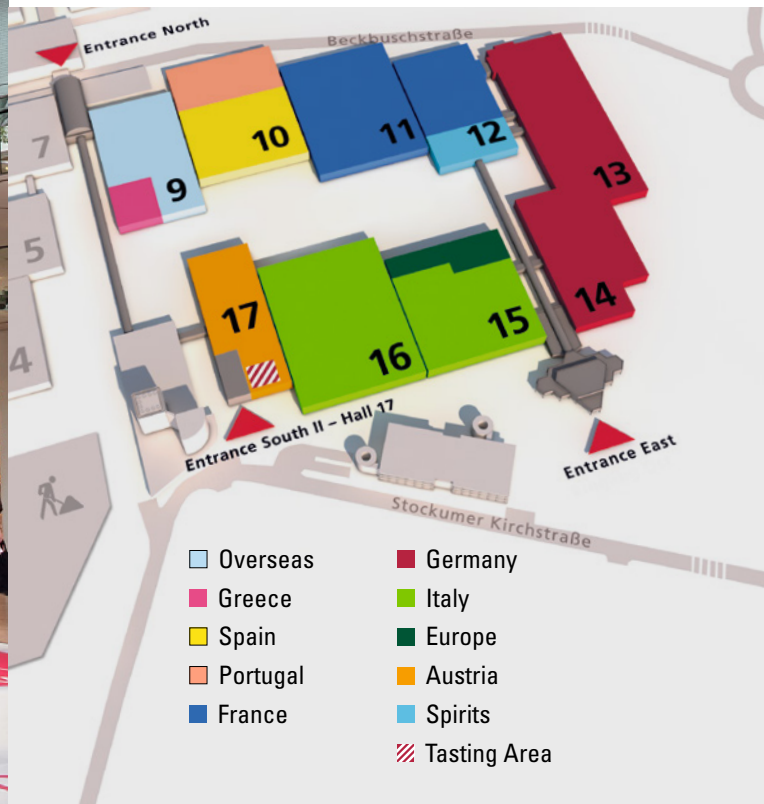 Entrance North
Beckbuschstraße
7
9
10
11
12
13
5
4
17
16
15
14
Entrance South II – Hall 17
Entrance East
Stockumer Kirchstraße
Overseas
Greece
Spain
Portugal
France
Germany
Italy
Europe
Austria
Spirits
Tasting Area